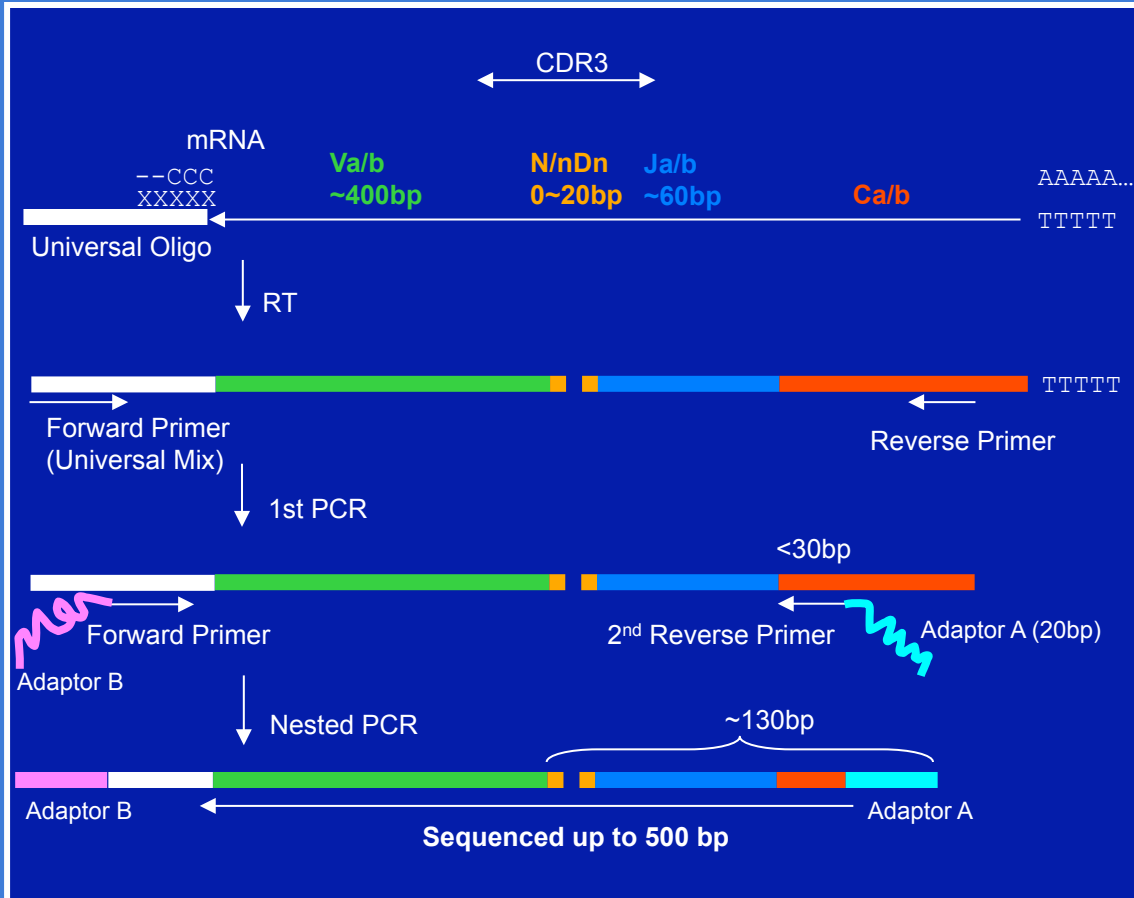 CDR3
mRNA
--CCC
XXXXX
Va/b
~400bp
N/nDn
0~20bp
Ja/b
~60bp
Ca/b
AAAAA...
TTTTT
Universal Oligo
RT
TTTTT
Forward Primer
(Universal Mix)
Reverse Primer
1st PCR
<30bp
Forward Primer
2nd Reverse Primer
Adaptor A (20bp)
Adaptor B
Nested PCR
~130bp
Adaptor B
Adaptor A
Sequenced up to 500 bp